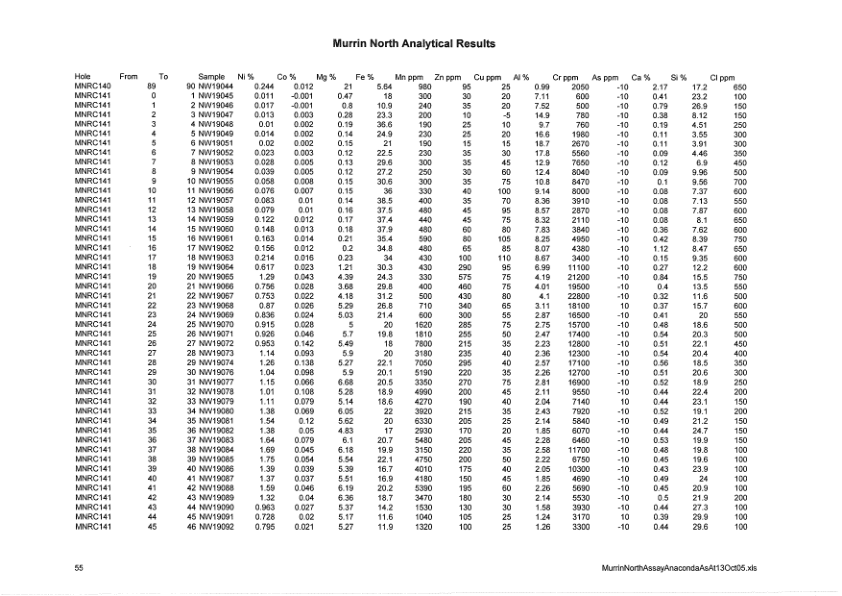 Murrin North Analytical Results
Hole From To Sample Ni % Co % Mg % Fe % Mn ppm Zn ppm Cu ppm Al % Cr ppm As ppm Ca % Si % Cl ppm
MNRC140 89 90 NW19044 0.244 0.012 21 5.64 980 95 25 0.99 2050 -10 2.17 17.2 650
MNRC141 0 1 NW19045 0.011 -0.001 0.47 18 300 30 20 7.11 600 -10 0.41 23.2 100
MNRC141 1 2 NW19046 0.017 -0.001 0.8 10.9 240 35 20 7.52 500 -10 0.79 26.9 150
MNRC141 2 3 NW19047 0.013 0.003 0.28 23.3 200 10 -5 14.9 780 -10 0.38 8.12 150
MNRC141 3 4 NW19048 0.01 0.002 0.19 36.6 190 25 10 9.7 760 -10 0.19 4.51 250
MNRC141 4 5 NW19049 0.014 0.002 0.14 24.9 230 25 20 16.6 1980 -10 0.11 3.55 300
MNRC141 5 6 NW19051 0.02 0.002 0.15 21 190 15 15 18.7 2670 -10 0.11 3.91 300
MNRC141 6 7 NW19052 0.023 0.003 0.12 22.5 230 35 30 17.8 5560 -10 0.09 4.46 350
MNRC141 7 8 NW19053 0.028 0.005 0.13 29.6 300 35 45 12.9 7650 -10 0.12 6.9 450
MNRC141 8 9 NW19054 0.039 0.005 0.12 27.2 250 30 60 12.4 8040 -10 0.09 9.96 500
MNRC141 9 10 NW19055 0.058 0.008 0.15 30.6 300 35 75 10.8 8470 -10 0.1 9.56 700
MNRC141 10 11 NW19056 0.076 0.007 0.15 36 330 40 100 9.14 8000 -10 0.08 7.37 600
MNRC141 11 12 NW19057 0.083 0.01 0.14 38.5 400 35 70 8.36 3910 -10 0.08 7.13 550
MNRC141 12 13 NW19058 0.079 0.01 0.16 37.5 480 45 95 8.57 2870 -10 0.08 7.87 600
MNRC141 13 14 NW19059 0.122 0.012 0.17 37.4 440 45 75 8.32 2110 -10 0.08 8.1 650
MNRC141 14 15 NW19060 0.148 0.013 0.18 37.9 480 60 80 7.83 3840 -10 0.36 7.62 600
MNRC141 15 16 NW19061 0.163 0.014 0.21 35.4 590 80 105 8.25 4950 -10 0.42 8.39 750
MNRC141 16 17 NW19062 0.156 0.012 0.2 34.8 480 65 85 8.07 4380 -10 1.12 8.47 650
MNRC141 17 18 NW19063 0.214 0.016 0.23 34 430 100 110 8.67 3400 -10 0.15 9.35 600
MNRC141 18 19 NW19064 0.617 0.023 1.21 30.3 430 290 95 6.99 11100 -10 0.27 12.2 600
MNRC141 19 20 NW19065 1.29 0.043 4.39 24.3 330 575 75 4.19 21200 -10 0.84 15.5 750
MNRC141 20 21 NW19066 0.756 0.028 3.68 29.8 400 460 75 4.01 19500 -10 0.4 13.5 550
MNRC141 21 22 NW19067 0.753 0.022 4.18 31.2 500 430 80 4.1 22800 -10 0.32 11.6 500
MNRC141 22 23 NW19068 0.87 0.026 5.29 26.8 710 340 65 3.11 18100 10 0.37 15.7 600
MNRC141 23 24 NW19069 0.836 0.024 5.03 21.4 600 300 55 2.87 16500 -10 0.41 20 550
MNRC141 24 25 NW19070 0.915 0.028 5 20 1620 285 75 2.75 15700 -10 0.48 18.6 500
MNRC141 25 26 NW19071 0.926 0.046 5.7 19.8 1810 255 50 2.47 17400 -10 0.54 20.3 500
MNRC141 26 27 NW19072 0.953 0.142 5.49 18 7800 215 35 2.23 12800 -10 0.51 22.1 450
MNRC141 27 28 NW19073 1.14 0.093 5.9 20 3180 235 40 2.36 12300 -10 0.54 20.4 400
MNRC141 28 29 NW19074 1.26 0.138 5.27 22.1 7050 295 40 2.57 17100 -10 0.56 18.5 350
MNRC141 29 30 NW19076 1.04 0.098 5.9 20.1 5190 220 35 2.26 12700 -10 0.51 20.6 300
MNRC141 30 31 NW19077 1.15 0.066 6.68 20.5 3350 270 75 2.81 16900 -10 0.52 18.9 250
MNRC141 31 32 NW19078 1.01 0.108 5.28 18.9 4990 200 45 2.11 9550 -10 0.44 22.4 200
MNRC141 32 33 NW19079 1.11 0.079 5.14 18.6 4270 190 40 2.04 7140 10 0.44 23.1 150
MNRC141 33 34 NW19080 1.38 0.069 6.05 22 3920 215 35 2.43 7920 -10 0.52 19.1 200
MNRC141 34 35 NW19081 1.54 0.12 5.62 20 6330 205 25 2.14 5840 -10 0.49 21.2 150
MNRC141 35 36 NW19082 1.38 0.05 4.83 17 2930 170 20 1.85 6070 -10 0.44 24.7 150
MNRC141 36 37 NW19083 1.64 0.079 6.1 20.7 5480 205 45 2.28 6460 -10 0.53 19.9 150
MNRC141 37 38 NW19084 1.69 0.045 6.18 19.9 3150 220 35 2.58 11700 -10 0.48 19.8 100
MNRC141 38 39 NW19085 1.75 0.054 5.54 22.1 4750 200 50 2.22 6750 -10 0.45 19.6 100
MNRC141 39 40 NW19086 1.39 0.039 5.39 16.7 4010 175 40 2.05 10300 -10 0.43 23.9 100
MNRC141 40 41 NW19087 1.37 0.037 5.51 16.9 4180 150 45 1.85 4690 -10 0.49 24 100
MNRC141 41 42 NW19088 1.59 0.046 6.19 20.2 5390 195 60 2.26 5690 -10 0.45 20.9 100
MNRC141 42 43 NW19089 1.32 0.04 6.36 18.7 3470 180 30 2.14 5530 -10 0.5 21.9 200
MNRC141 43 44 NW19090 0.963 0.027 5.37 14.2 1530 130 30 1.58 3930 -10 0.44 27.3 100
MNRC141 44 45 NW19091 0.728 0.02 5.17 11.6 1040 105 25 1.24 3170 10 0.39 29.9 100
MNRC141 45 46 NW19092 0.795 0.021 5.27 11.9 1320 100 25 1.26 3300 -10 0.44 29.6 100
55 MurrinNorthAssayAnacondaAsAt13Oct05.xls